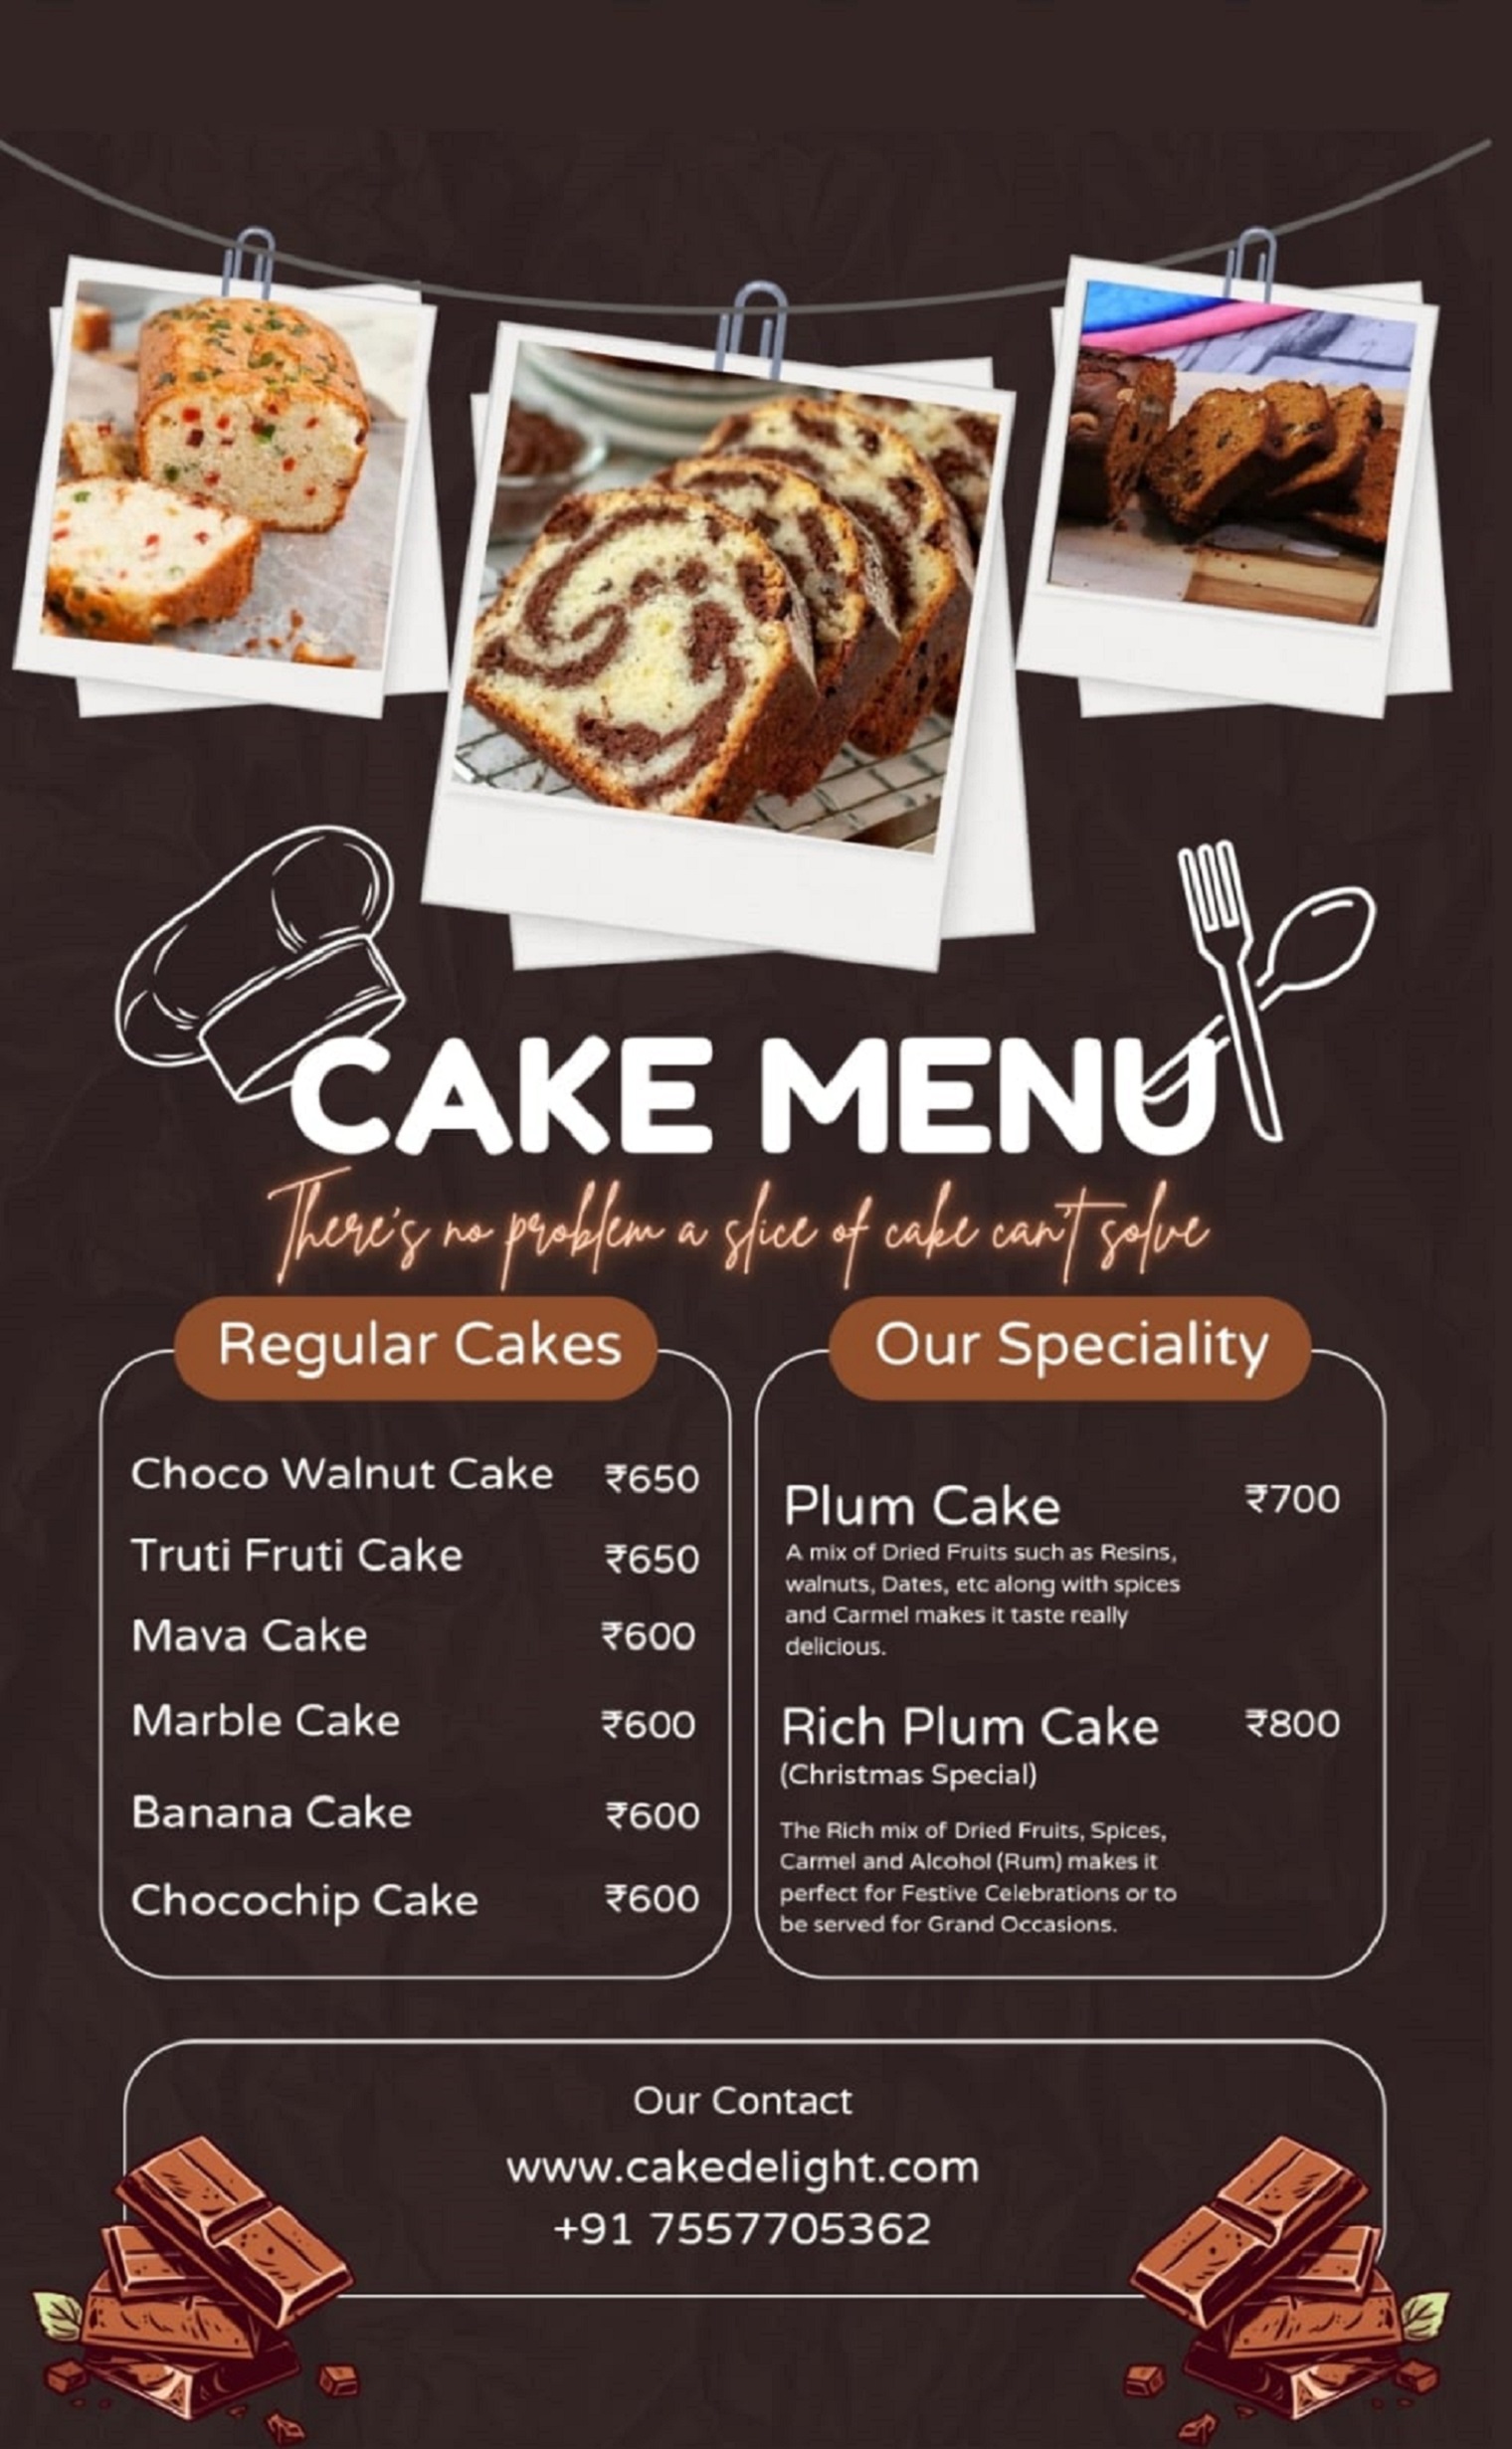 CAKE MENU
There's no problem a slice of cake can't solve
Regular Cakes
Choco Walnut Cake ₹650
Truti Fruti Cake ₹650
Mava Cake ₹600
Marble Cake ₹600
Banana Cake ₹600
Chocochip Cake ₹600
Our Speciality
Plum Cake ₹700
A mix of Dried Fruits such as Resins,
walnuts, Dates, etc along with spices
and Carmel makes it taste really
delicious.
Rich Plum Cake ₹800
(Christmas Special)
The Rich mix of Dried Fruits, Spices,
Carmel and Alcohol (Rum) makes it
perfect for Festive Celebrations or to
be served for Grand Occasions.
Our Contact
www.cakedelight.com
+91 7557705362